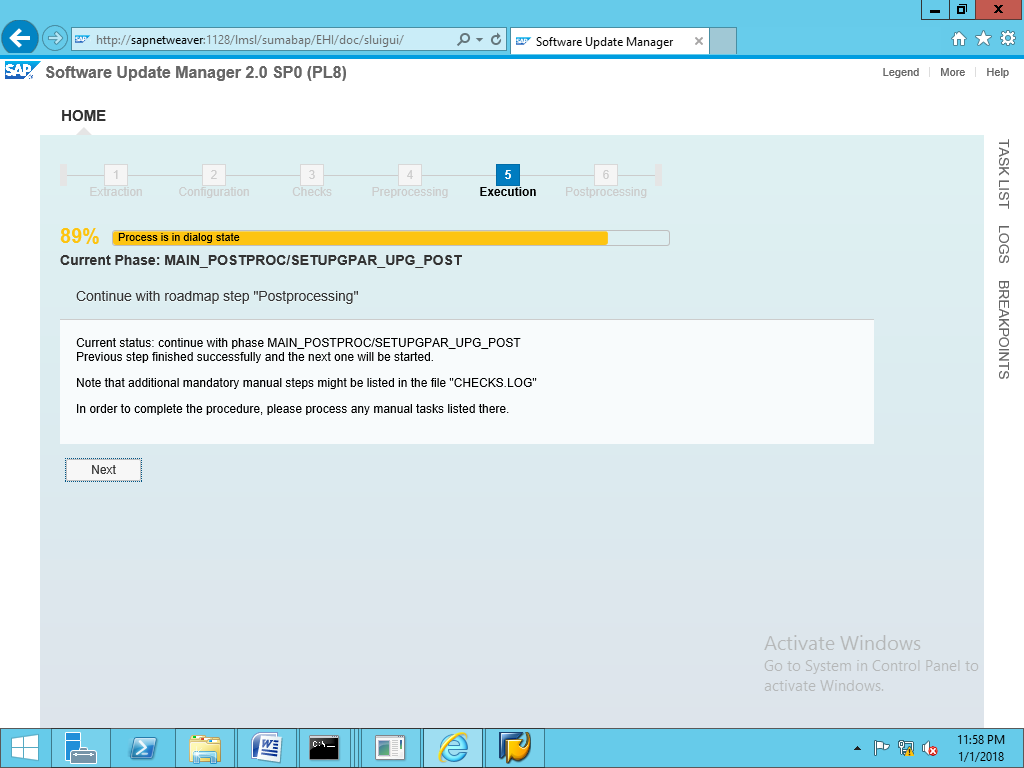 http://sapnetweaver:1128/lmsl/sumabap/EHI/doc/sluigui/
SAP Software Update Manager
SAP Software Update Manager 2.0 SP0 (PL8)
Legend More Help
HOME
1 2 3 4 5 6
Extraction Configuration Checks Preprocessing Execution Postprocessing
89% Process is in dialog state
Current Phase: MAIN_POSTPROC/SETUPGPAR_UPG_POST
Continue with roadmap step "Postprocessing"
Current status: continue with phase MAIN_POSTPROC/SETUPGPAR_UPG_POST
Previous step finished successfully and the next one will be started.
Note that additional mandatory manual steps might be listed in the file "CHECKS.LOG"
In order to complete the procedure, please process any manual tasks listed there.
Next
TASK LIST
LOGS
BREAKPOINTS
Activate Windows
Go to System in Control Panel to
activate Windows.
11:58 PM
1/1/2018